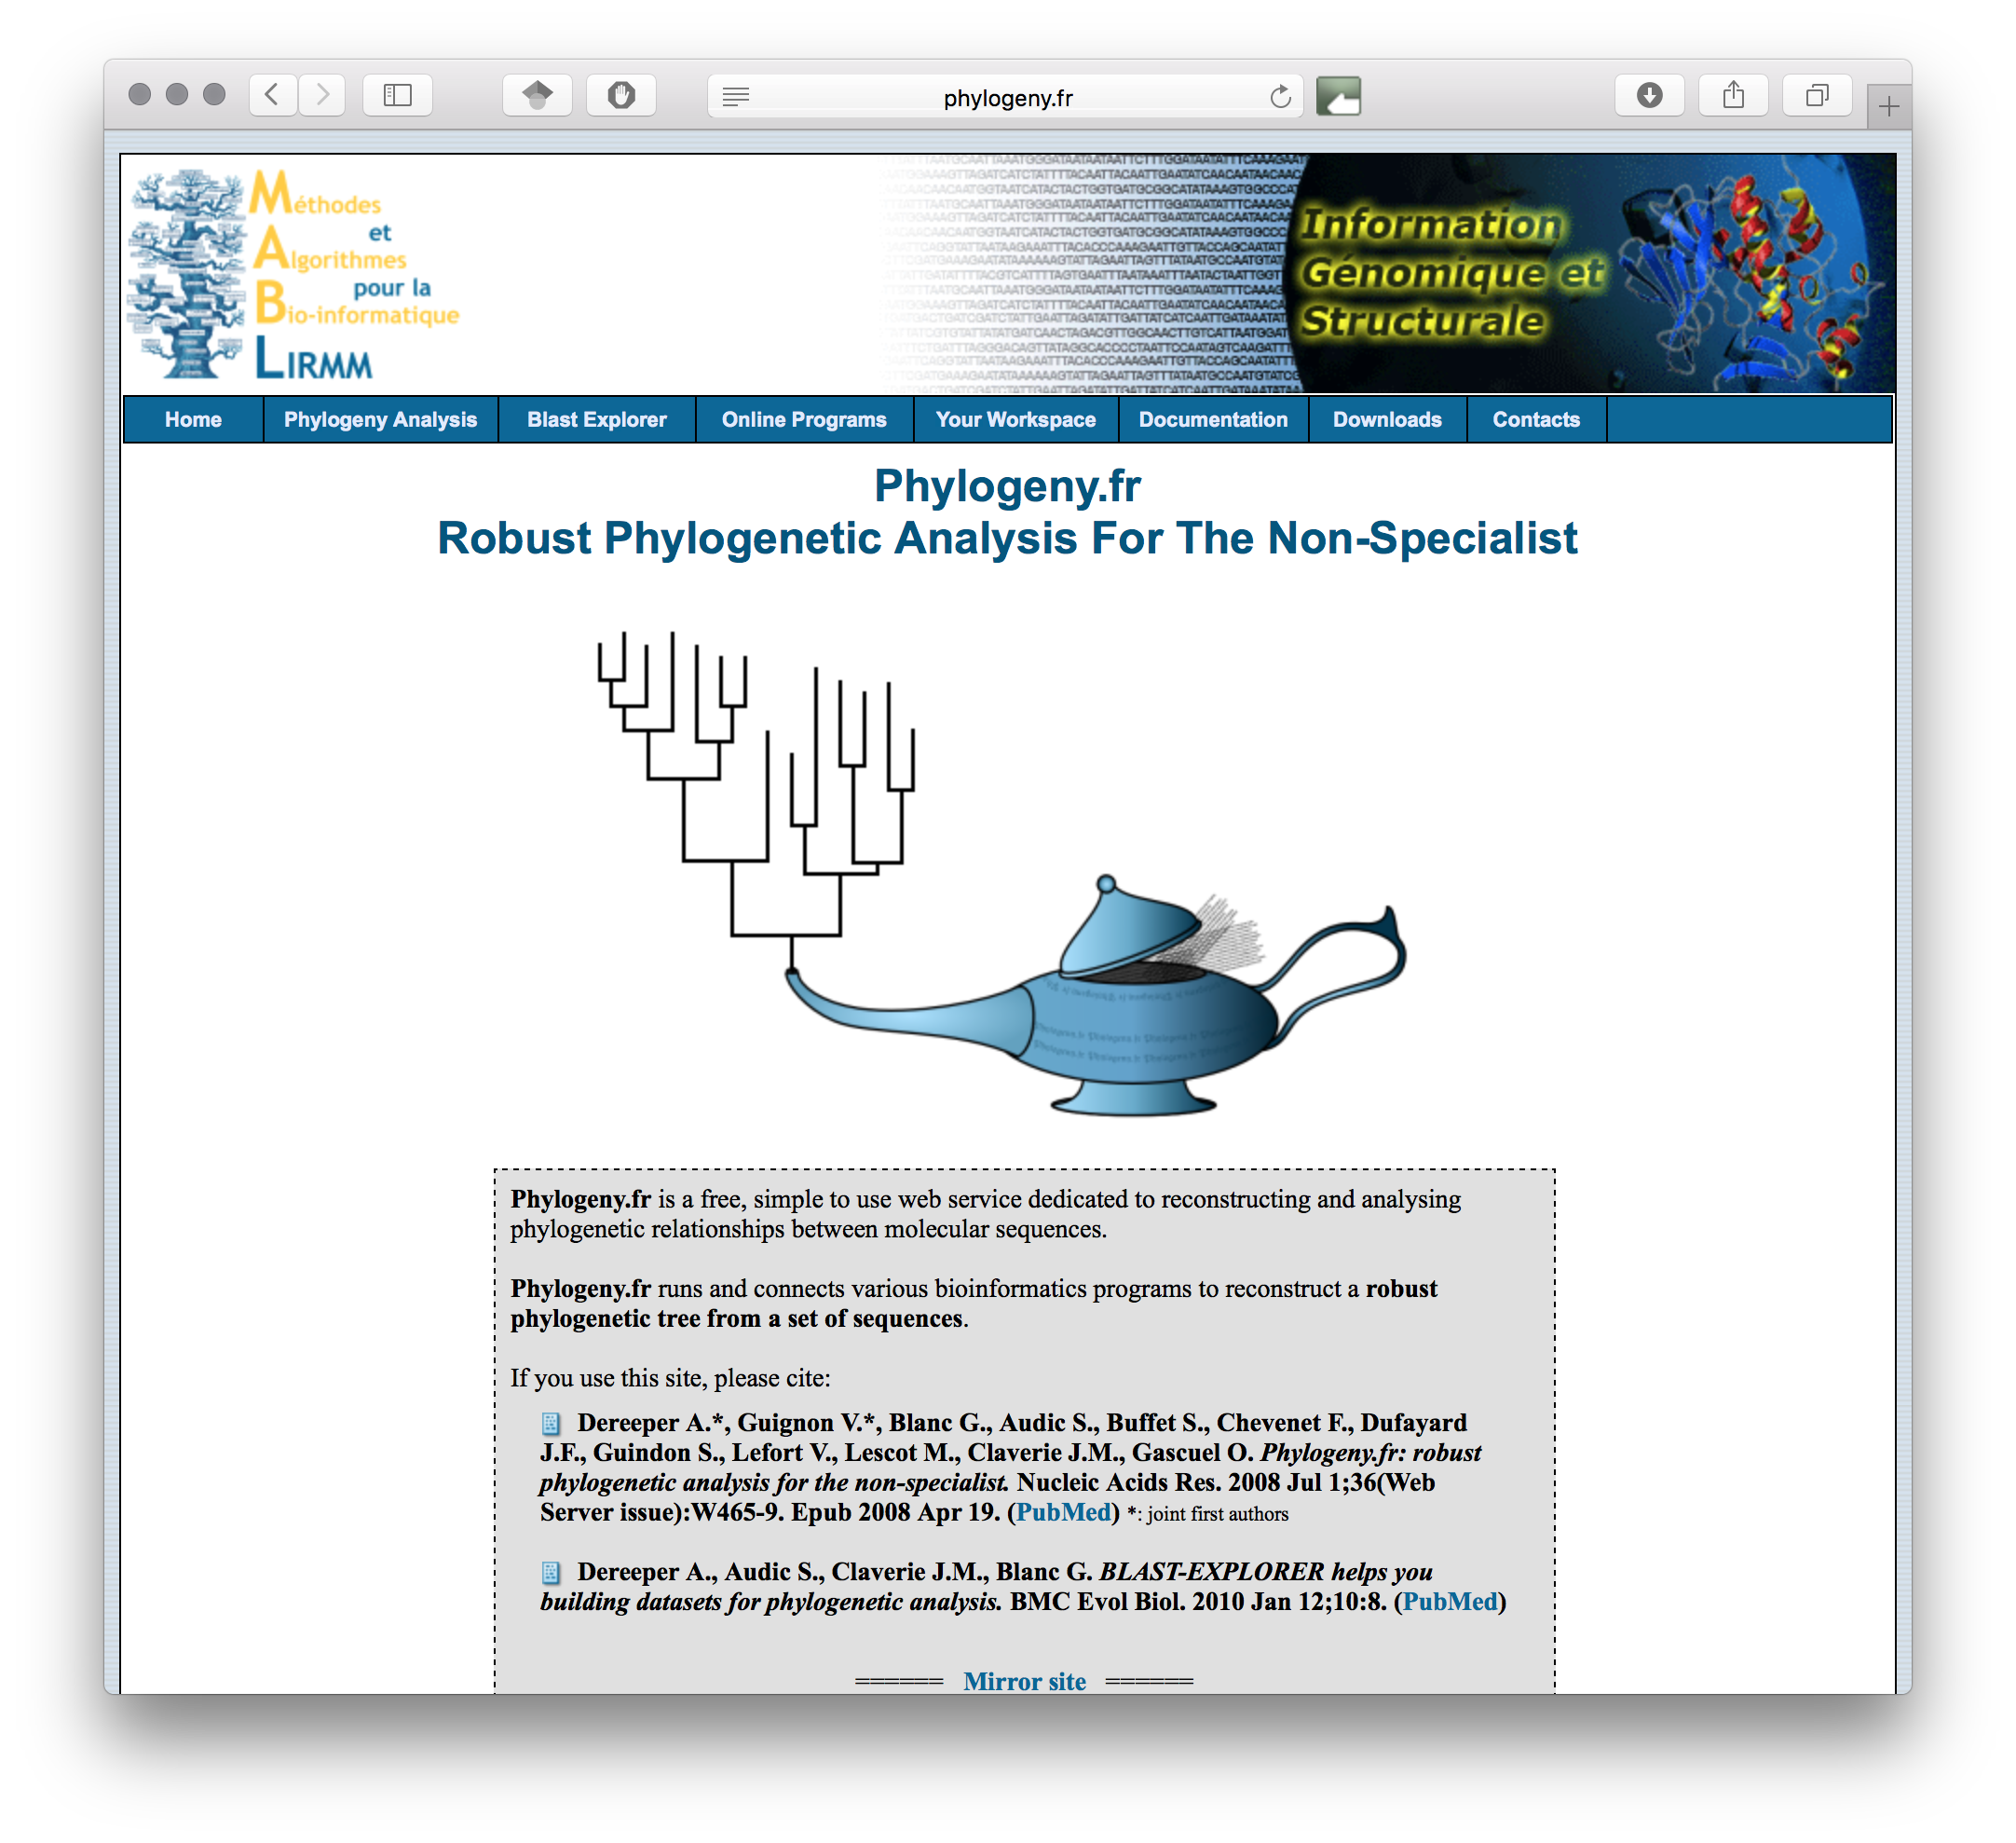 phylogeny.fr
Méthodes
et
Algorithmes
pour la
Bio-informatique
LIRMM
Information
Génomique et
Structurale
Home Phylogeny Analysis Blast Explorer Online Programs Your Workspace Documentation Downloads Contacts
Phylogeny.fr
Robust Phylogenetic Analysis For The Non-Specialist
Phylogeny.fr is a free, simple to use web service dedicated to reconstructing and analysing
phylogenetic relationships between molecular sequences.
Phylogeny.fr runs and connects various bioinformatics programs to reconstruct a robust
phylogenetic tree from a set of sequences.
If you use this site, please cite:
Dereeper A.*, Guignon V.*, Blanc G., Audic S., Buffet S., Chevenet F., Dufayard
J.F., Guindon S., Lefort V., Lescot M., Claverie J.M., Gascuel O. Phylogeny.fr: robust
phylogenetic analysis for the non-specialist. Nucleic Acids Res. 2008 Jul 1;36(Web
Server issue):W465-9. Epub 2008 Apr 19. (PubMed) *: joint first authors
Dereeper A., Audic S., Claverie J.M., Blanc G. BLAST-EXPLORER helps you
building datasets for phylogenetic analysis. BMC Evol Biol. 2010 Jan 12;10:8. (PubMed)
====== Mirror site ======